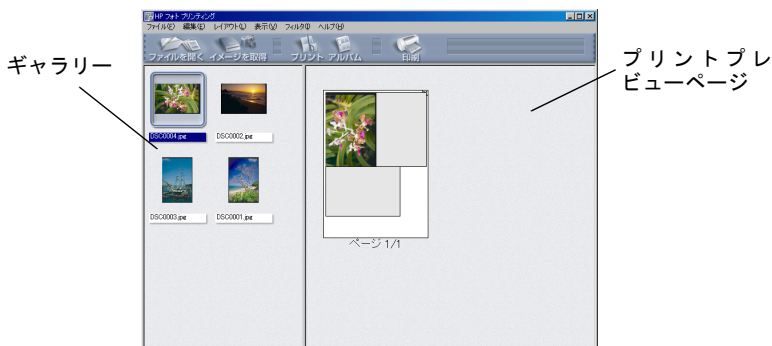 HP フォト プリンティング
ファイル(F) 編集(E) レイアウト(L) 表示(V) フィルタ(I) ヘルプ(H)
ファイルを開く イメージを取得 プリント アルバム 印刷
ギャラリー
プリントプレ
ビューページ
DSC0004.jpg DSC0002.jpg
DSC0003.jpg DSC0001.jpg
ページ 1/1